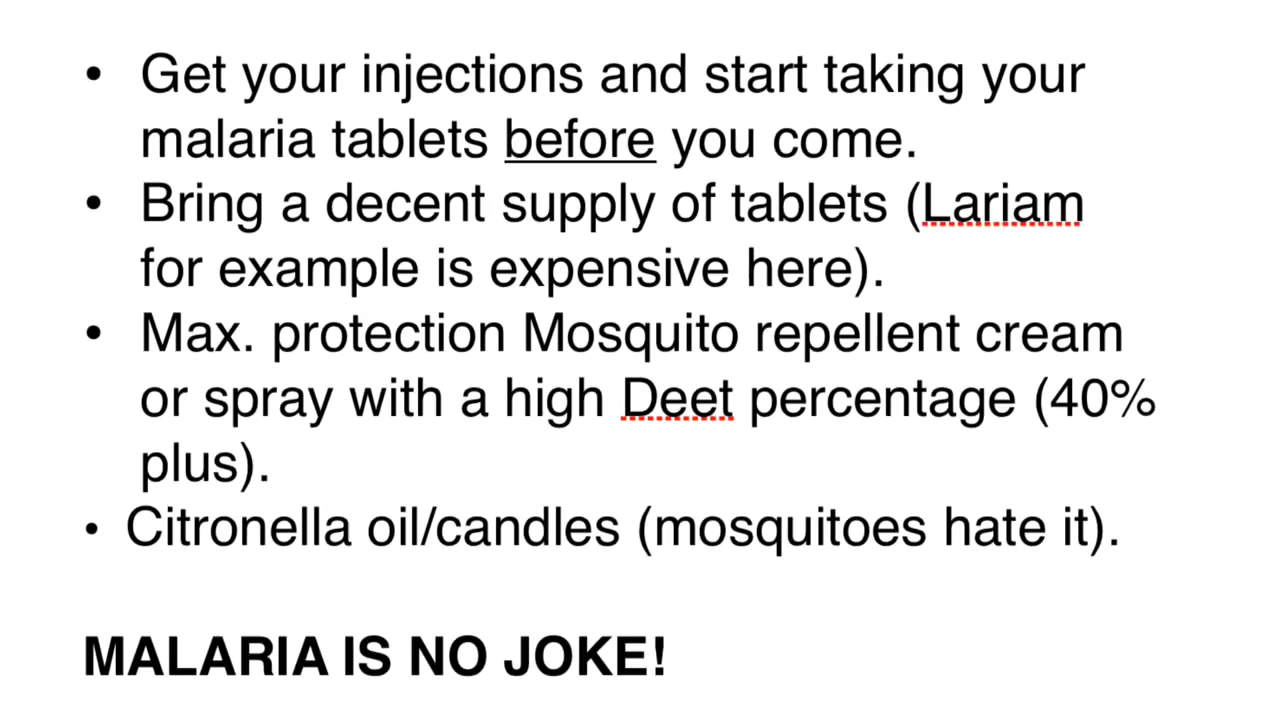 • Get your injections and start taking your
malaria tablets before you come.
• Bring a decent supply of tablets (Lariam
for example is expensive here).
• Max. protection Mosquito repellent cream
or spray with a high Deet percentage (40%
plus).
• Citronella oil/candles (mosquitoes hate it).
MALARIA IS NO JOKE!